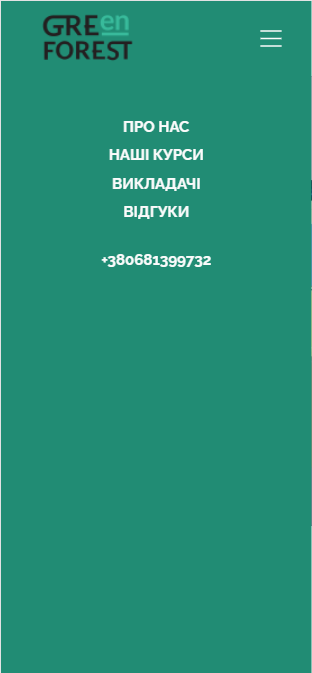 GREen
FOREST
ПРО НАС
НАШІ КУРСИ
ВИКЛАДАЧІ
ВІДГУКИ
+380681399732